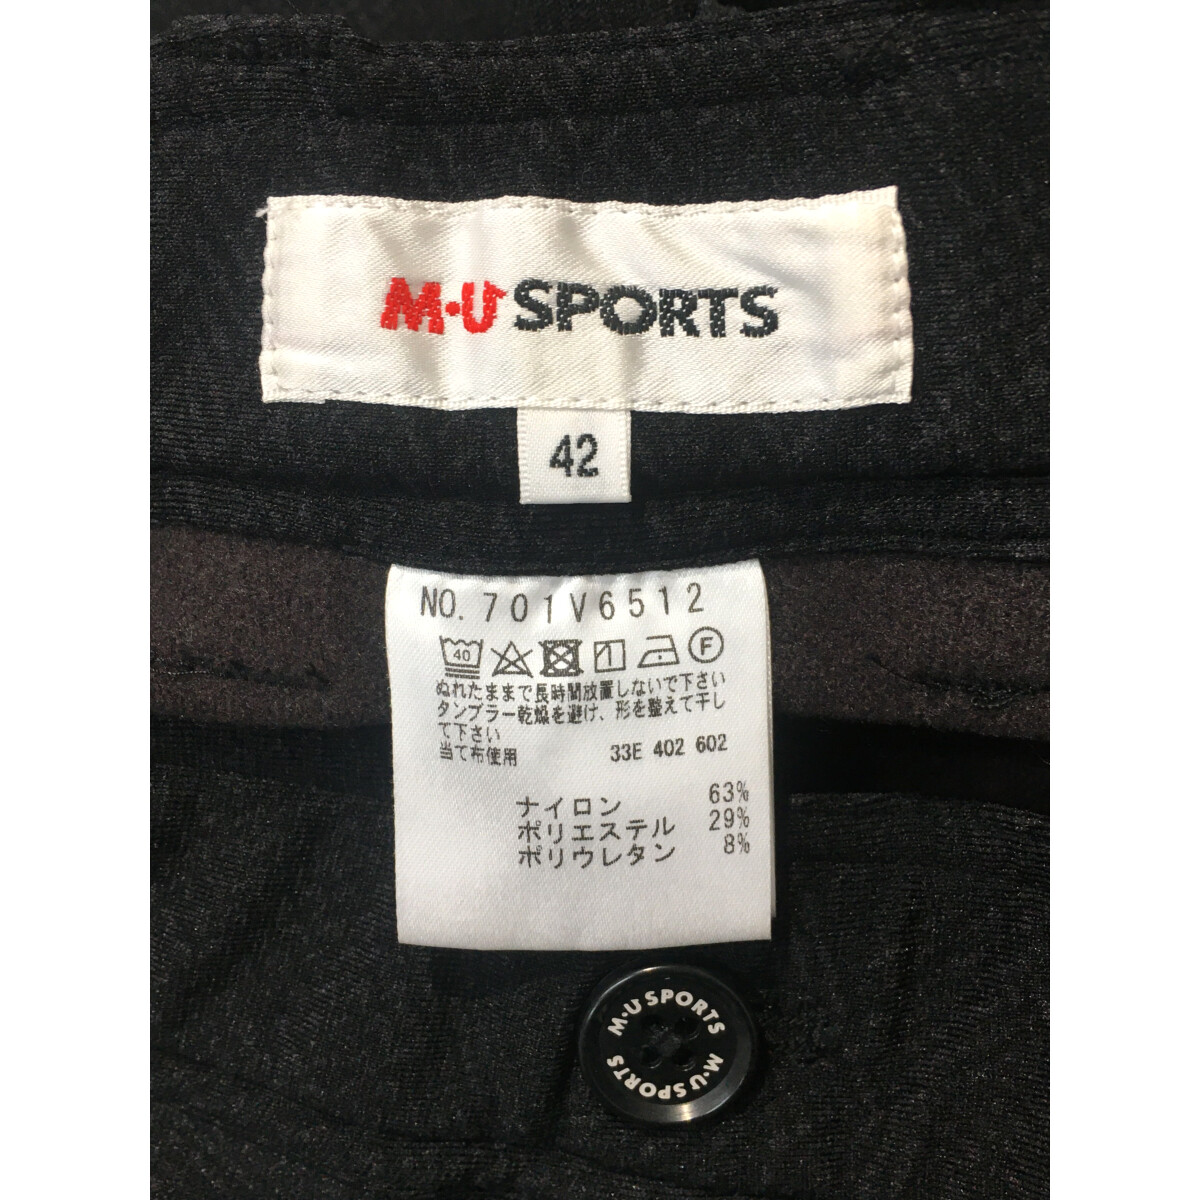 M・U SPORTS
42
NO. 701V6512
40 F
ぬれたままで長時間放置しないで下さい
タンブラー乾燥を避け、形を整えて干し
て下さい
当て布使用 33E 402 602
ナイロン 63%
ポリエステル 29%
ポリウレタン 8%
M・U SPORTS
M・U SPORTS